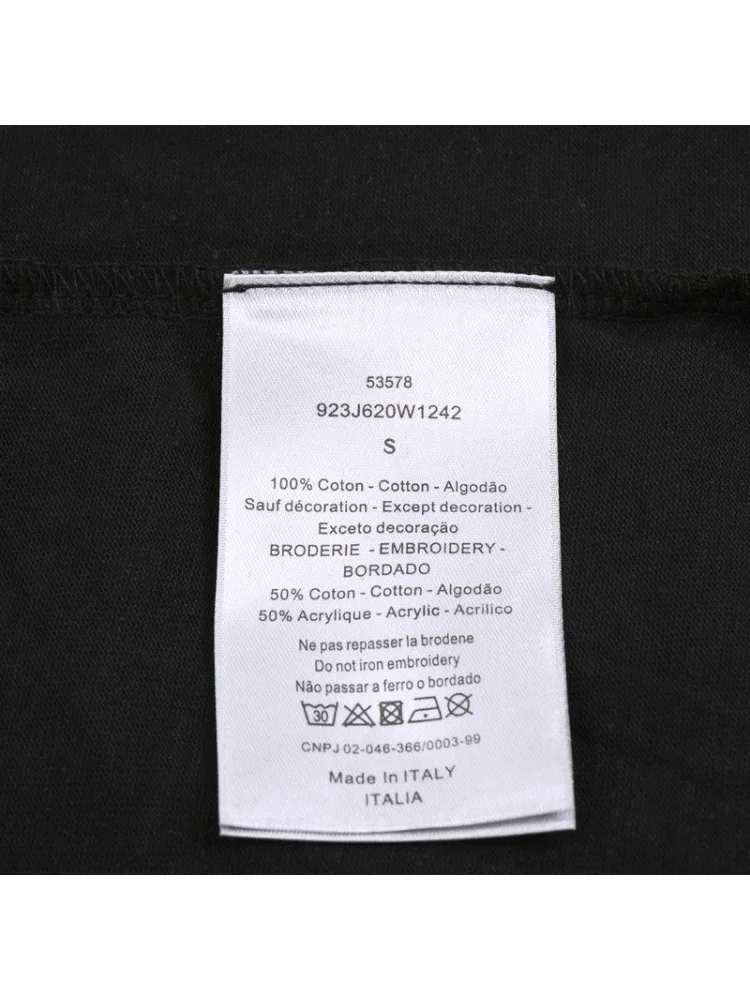 53578
923J620W1242
S
100% Coton - Cotton - Algodão
Sauf décoration - Except decoration -
Exceto decoração
BRODERIE - EMBROIDERY -
BORDADO
50% Coton - Cotton - Algodão
50% Acrylique - Acrylic - Acrilico
Ne pas repasser la brodene
Do not iron embroidery
Não passar a ferro o bordado
30
CNPJ 02-046-366/0003-99
Made In ITALY
ITALIA